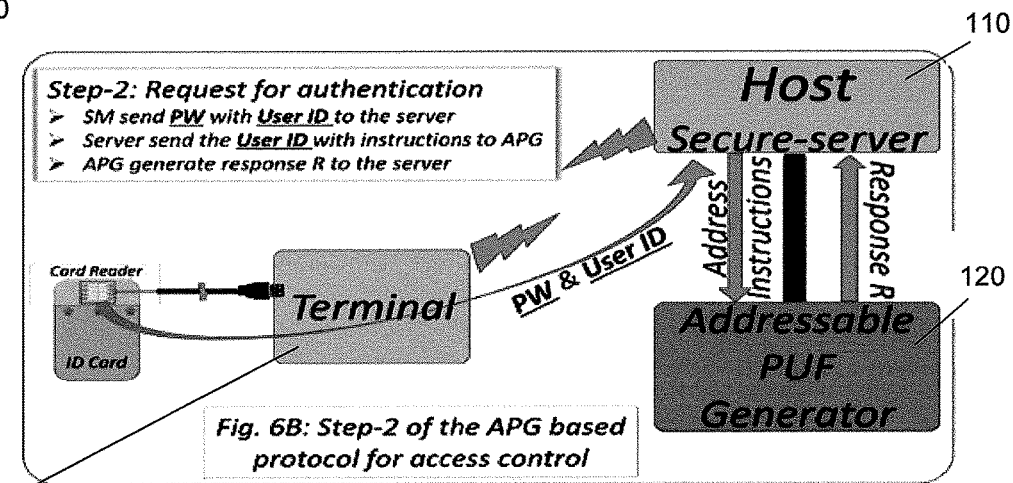 0
110
Step-2: Request for authentication
➤ SM send PW with User ID to the server
➤ Server send the User ID with instructions to APG
➤ APG generate response R to the server
Host
Secure-server
Address
Instructions
Response R
PW & User ID
Card Reader
ID Card
Terminal
120
Addressable
PUF
Generator
Fig. 6B: Step-2 of the APG based
protocol for access control